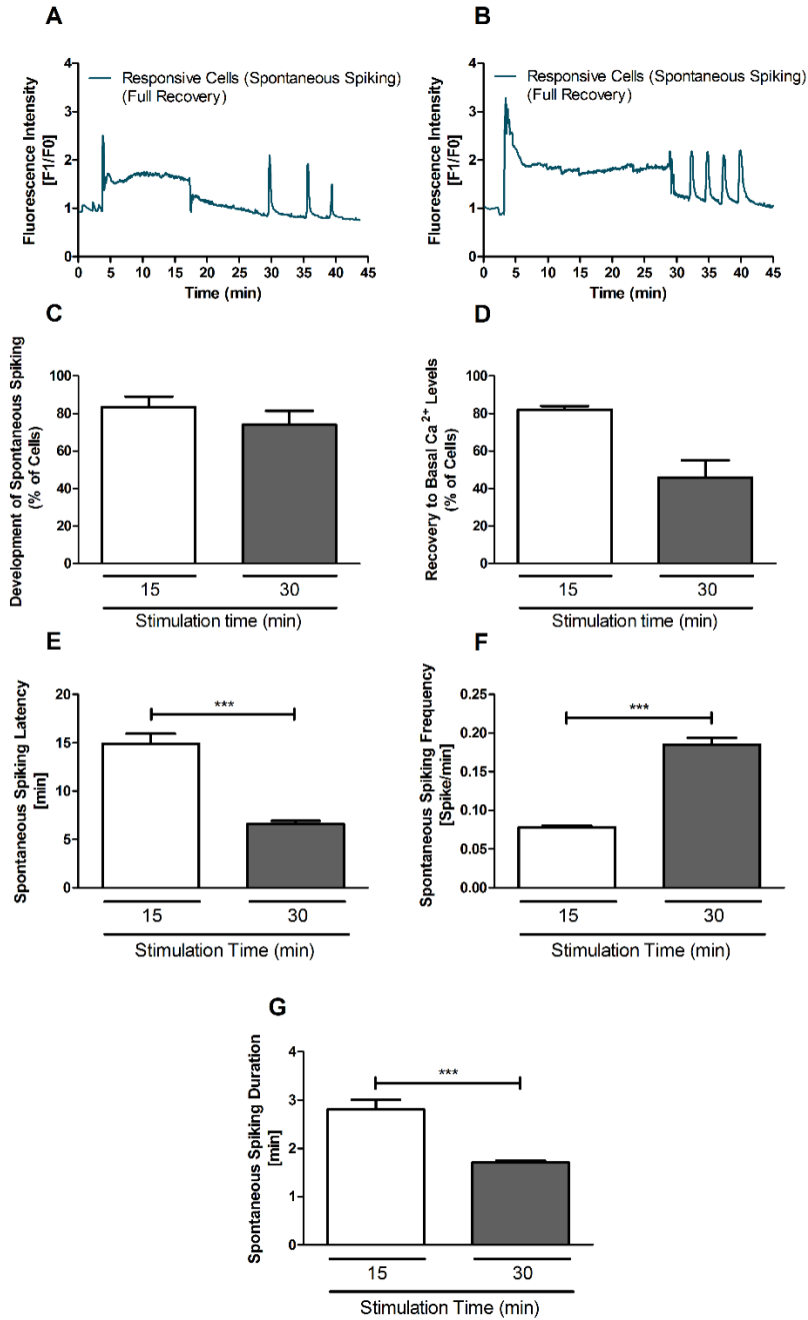 A
Responsive Cells (Spontaneous Spiking)
(Full Recovery)
Fluorescence Intensity
[F1/F0]
4
3
2
1
0
0 5 10 15 20 25 30 35 40 45
Time (min)
B
Responsive Cells (Spontaneous Spiking)
(Full Recovery)
Fluorescence Intensity
[F1/F0]
4
3
2
1
0
0 5 10 15 20 25 30 35 40 45
Time (min)
C
Development of Spontaneous Spiking
(% of Cells)
100
80
60
40
20
0
15 30
Stimulation time (min)
D
Recovery to Basal Ca2+ Levels
(% of Cells)
100
80
60
40
20
0
15 30
Stimulation time (min)
E
Spontaneous Spiking Latency
[min]
20
15
10
5
0
***
15 30
Stimulation Time (min)
F
Spontaneous Spiking Frequency
[Spike/min]
0.25
0.20
0.15
0.10
0.05
0.00
***
15 30
Stimulation Time (min)
G
Spontaneous Spiking Duration
[min]
4
3
2
1
0
***
15 30
Stimulation Time (min)